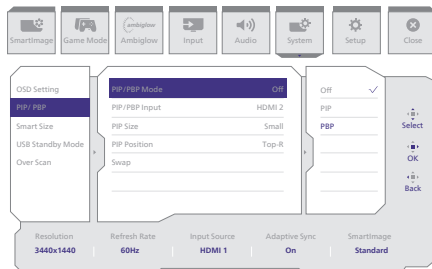 ambiglow
SmartImage Game Mode Ambiglow Input Audio System Setup Close
OSD Setting
PIP/ PBP
Smart Size
USB Standby Mode
Over Scan
PIP/PBP Mode Off
PIP/PBP Input HDMI 2
PIP Size Small
PIP Position Top-R
Swap
Off
PIP
PBP
Select
OK
Back
Resolution Refresh Rate Input Source Adaptive Sync SmartImage
3440x1440 60Hz HDMI 1 On Standard